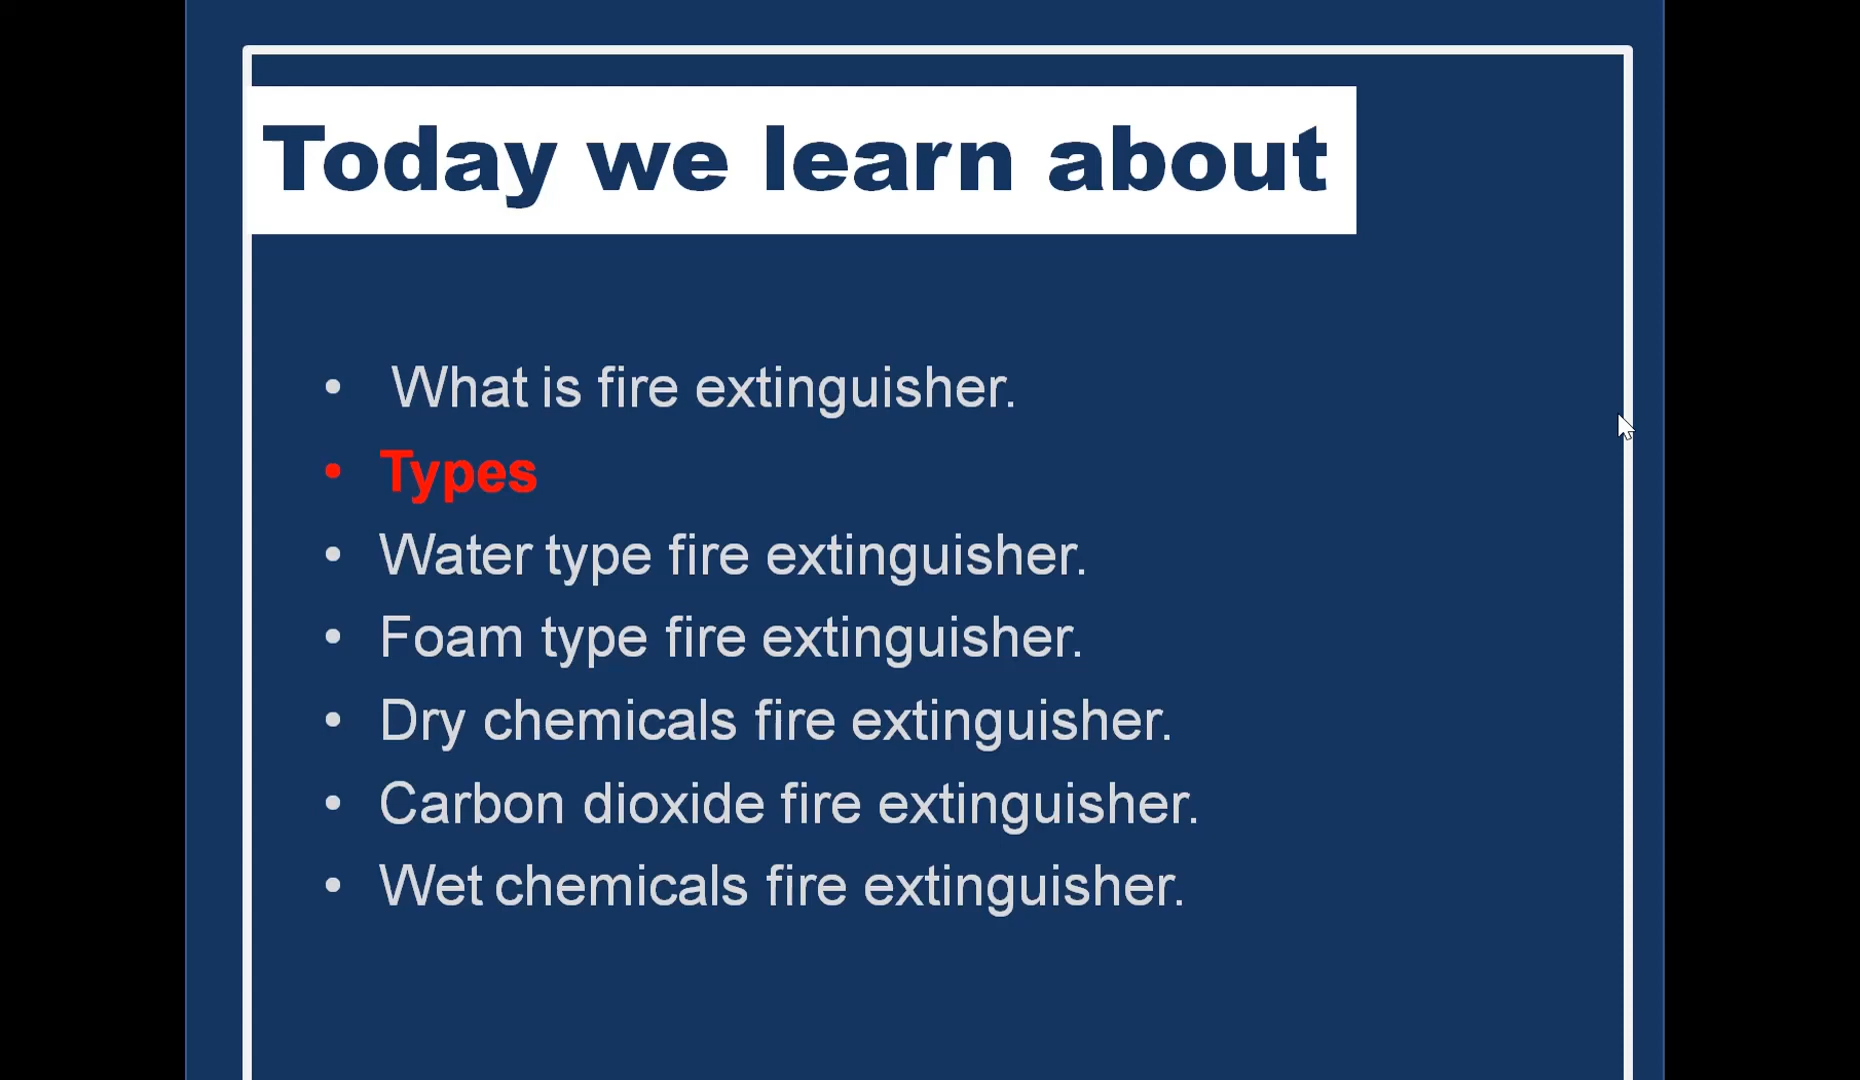 Today we learn about
• What is fire extinguisher.
• Types
• Water type fire extinguisher.
• Foam type fire extinguisher.
• Dry chemicals fire extinguisher.
• Carbon dioxide fire extinguisher.
• Wet chemicals fire extinguisher.